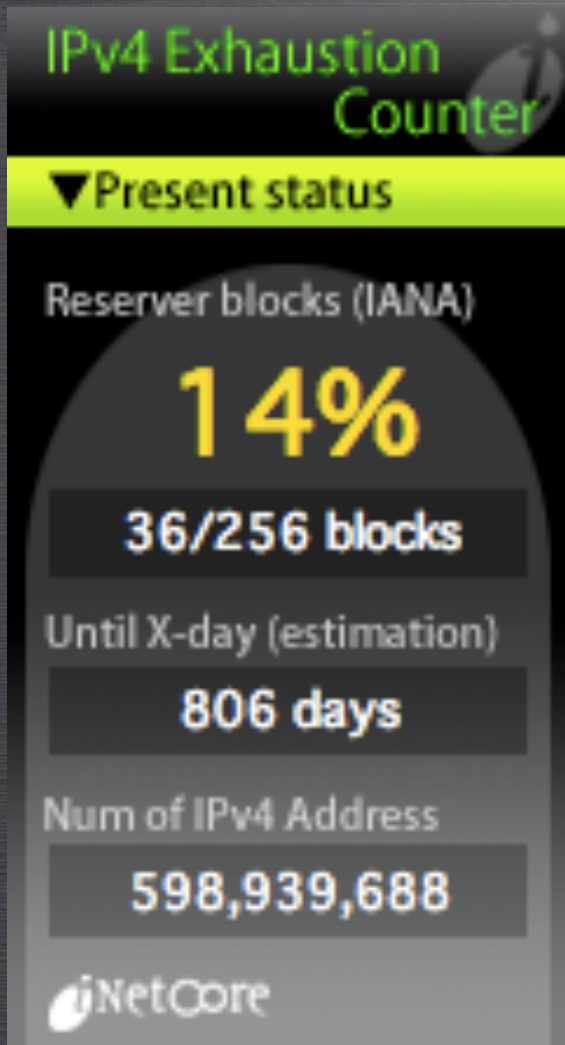 IPv4 Exhaustion
Counter
▼Present status
Reserver blocks (IANA)
14%
36/256 blocks
Until X-day (estimation)
806 days
Num of IPv4 Address
598,939,688
iNetCore